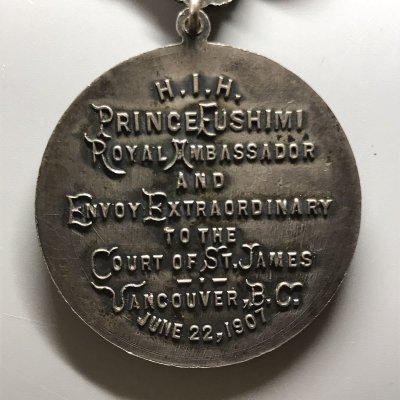 H.I.H.
PRINCE FUSHIMI
ROYAL AMBASSADOR
AND
ENVOY EXTRAORDINARY
TO THE
COURT OF ST. JAMES
VANCOUVER, B.C.
JUNE 22, 1907